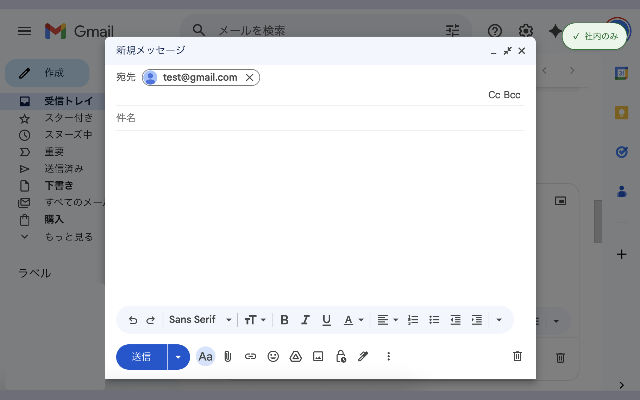 Gmail
メールを検索
社内のみ
作成
受信トレイ
スター付き
スヌーズ中
重要
送信済み
下書き
すべてのメー
購入
もっと見る
ラベル
新規メッセージ
宛先 test@gmail.com
Cc Bcc
件名
Sans Serif
B I U A
送信 Aa